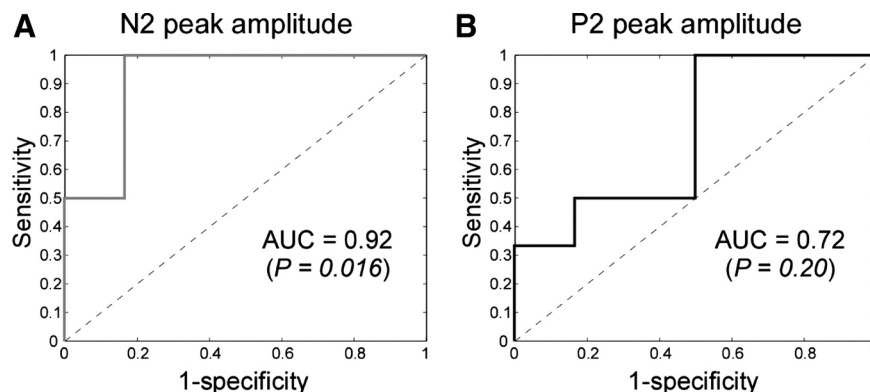 A
N2 peak amplitude
1
0.9
0.8
0.7
0.6
0.5
0.4
0.3
0.2
0.1
0
Sensitivity
0
0.2
0.4
0.6
0.8
1
1-specificity
AUC = 0.92
(P = 0.016)
B
P2 peak amplitude
1
0.9
0.8
0.7
0.6
0.5
0.4
0.3
0.2
0.1
0
Sensitivity
0
0.2
0.4
0.6
0.8
1-specificity
AUC = 0.72
(P = 0.20)